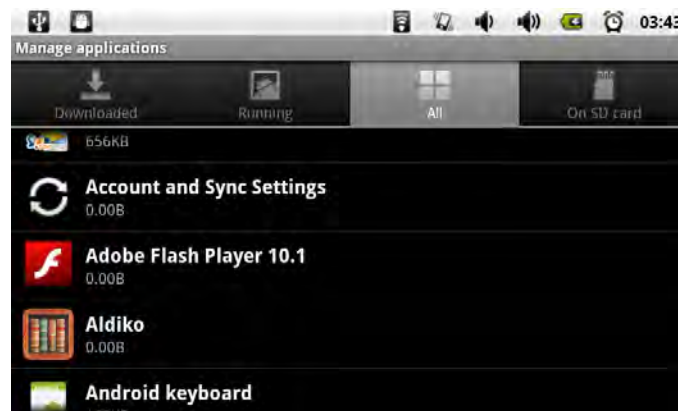 03:43
Manage applications
Downloaded
Running
All
On SD card
656KB
Account and Sync Settings
0.00B
Adobe Flash Player 10.1
0.00B
Aldiko
0.00B
Android keyboard